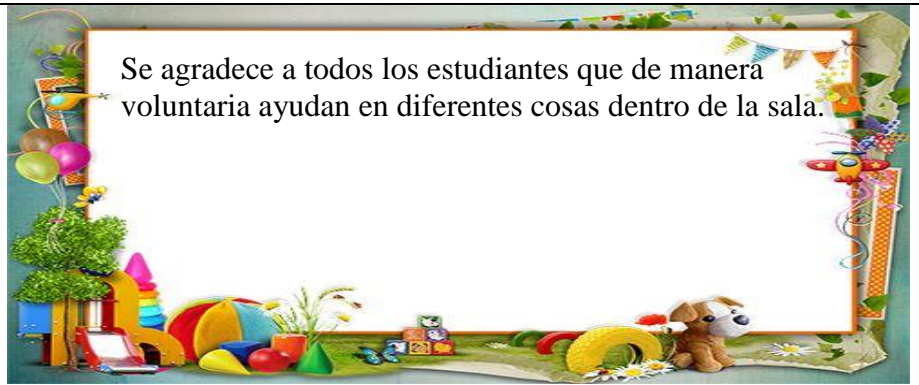 Se agradece a todos los estudiantes que de manera
voluntaria ayudan en diferentes cosas dentro de la sala.